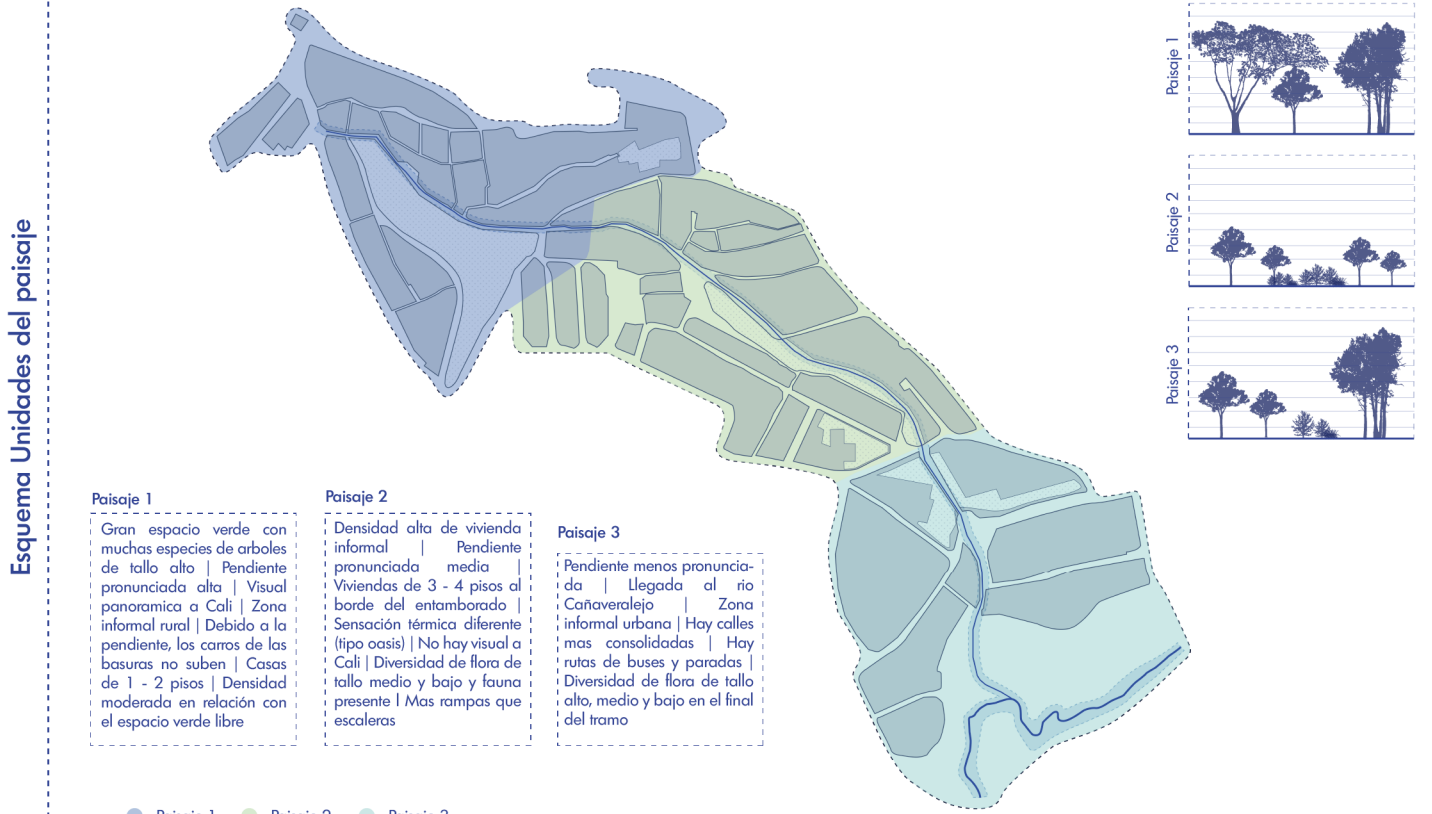 Esquema Unidades del paisaje
Paisaje 1
Paisaje 2
Paisaje 3
Paisaje 1
Gran espacio verde con
muchas especies de arboles
de tallo alto | Pendiente
pronunciada alta | Visual
panoramica a Cali | Zona
informal rural | Debido a la
pendiente, los carros de las
basuras no suben | Casas
de 1 - 2 pisos | Densidad
moderada en relación con
el espacio verde libre
Paisaje 2
Densidad alta de vivienda
informal | Pendiente
pronunciada media |
Viviendas de 3 - 4 pisos al
borde del entamborado |
Sensación térmica diferente
(tipo oasis) | No hay visual a
Cali | Diversidad de flora de
tallo medio y bajo y fauna
presente l Mas rampas que
escaleras
Paisaje 3
Pendiente menos pronuncia-
da | Llegada al rio
Cañaveralejo | Zona
informal urbana | Hay calles
mas consolidadas | Hay
rutas de buses y paradas |
Diversidad de flora de tallo
alto, medio y bajo en el final
del tramo
Paisaje 1 Paisaje 2 Paisaje 3